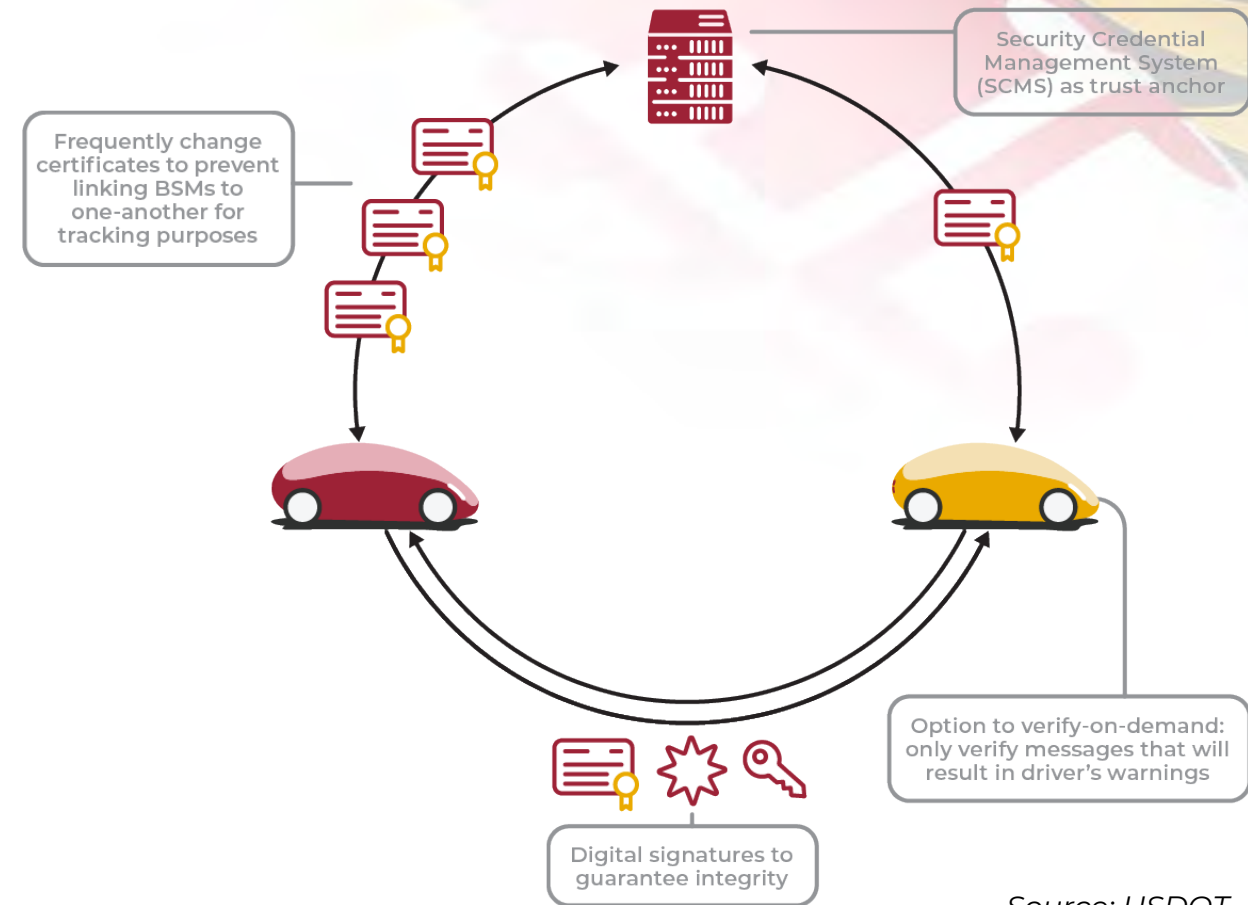 Security Credential
Management System
(SCMS) as trust anchor
Frequently change
certificates to prevent
linking BSMs to
one-another for
tracking purposes
Option to verify-on-demand:
only verify messages that will
result in driver's warnings
Digital signatures to
guarantee integrity
Source: USDOT